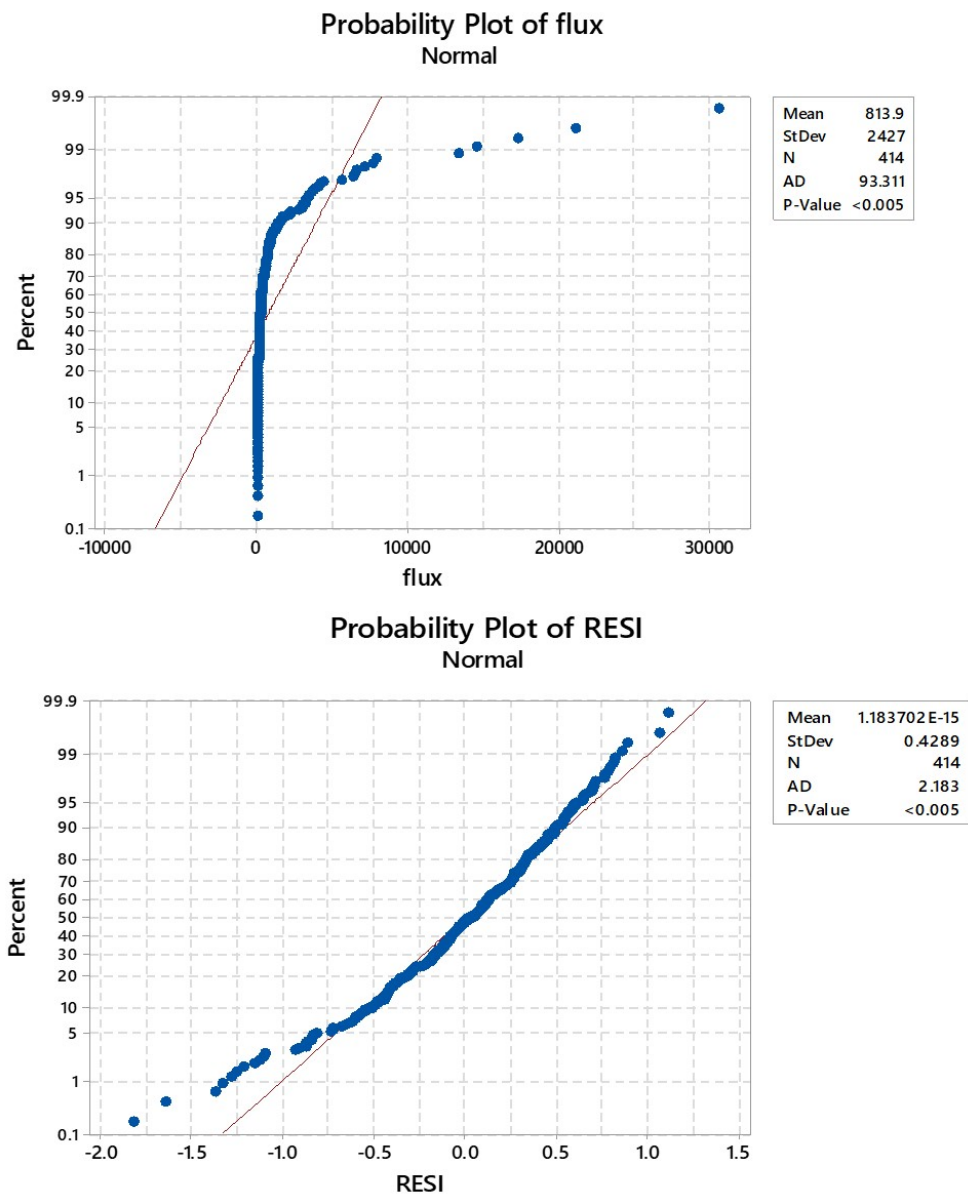 Probability Plot of flux
Normal
99.9
99
95
90
80
70
60
50
40
30
20
10
5
1
0.1
Percent
-10000 0 10000 20000 30000
flux
Mean 813.9
StDev 2427
N 414
AD 93.311
P-Value <0.005
Probability Plot of RESI
Normal
99.9
99
95
90
80
70
60
50
40
30
20
10
5
1
0.1
Percent
-2.0 -1.5 -1.0 -0.5 0.0 0.5 1.0 1.5
RESI
Mean 1.183702E-15
StDev 0.4289
N 414
AD 2.183
P-Value <0.005